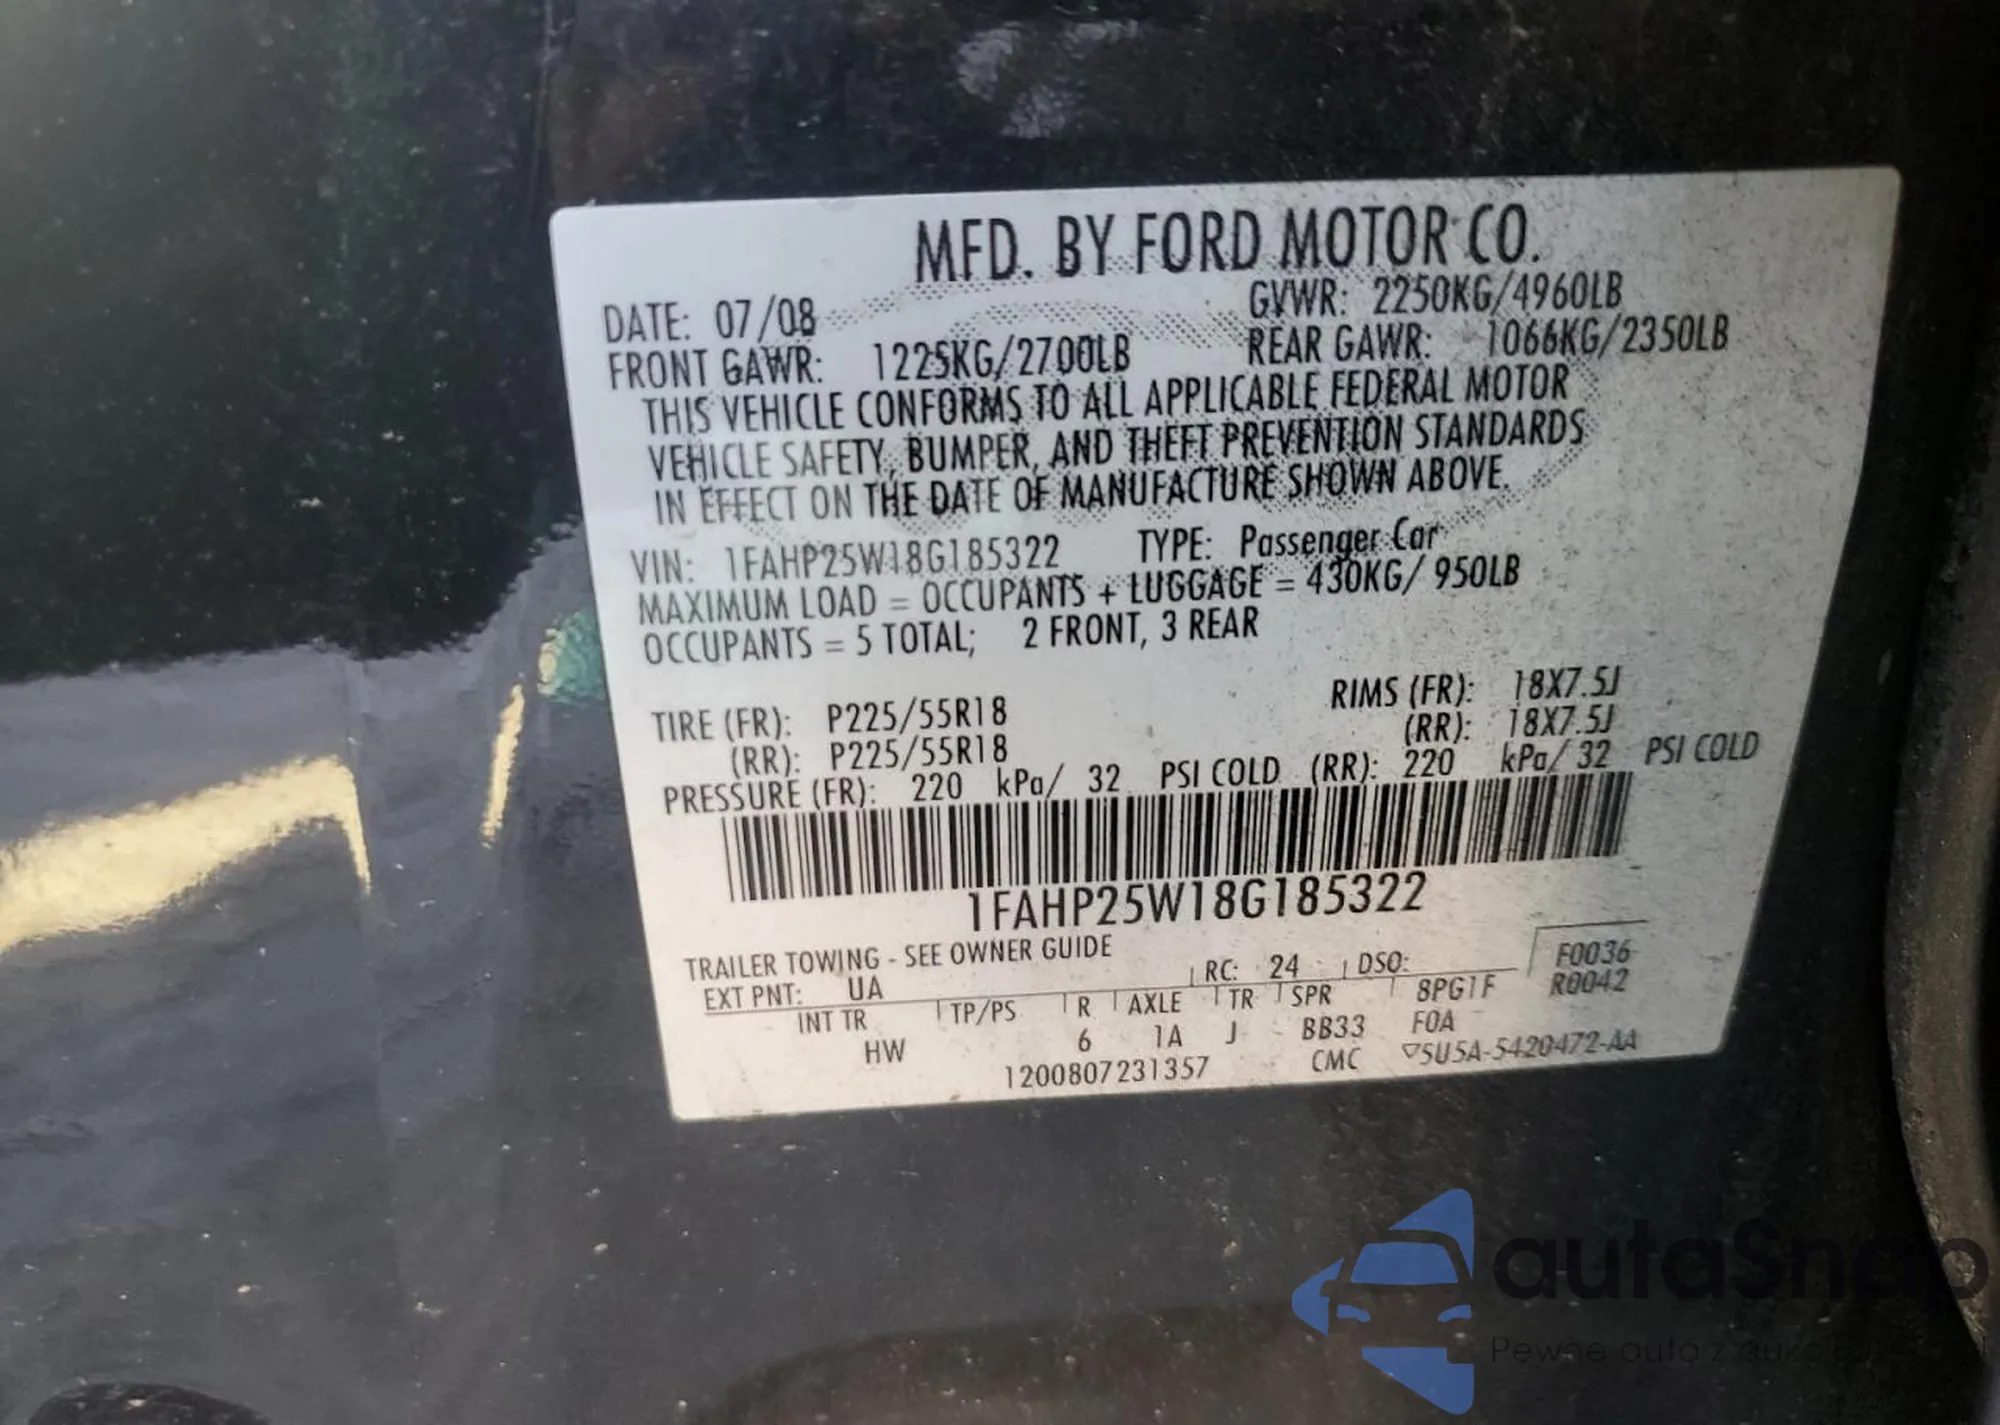 MFD. BY FORD MOTOR CO.
DATE: 07/08 GVWR: 2250KG/4960LB
FRONT GAWR: 1225KG/2700LB REAR GAWR: 1066KG/2350LB
THIS VEHICLE CONFORMS TO ALL APPLICABLE FEDERAL MOTOR
VEHICLE SAFETY, BUMPER, AND THEFT PREVENTION STANDARDS
IN EFFECT ON THE DATE OF MANUFACTURE SHOWN ABOVE.
VIN: 1FAHP25W18G185322 TYPE: Passenger Car
MAXIMUM LOAD = OCCUPANTS + LUGGAGE = 430KG/ 950LB
OCCUPANTS = 5 TOTAL; 2 FRONT, 3 REAR
TIRE (FR): P225/55R18 RIMS (FR): 18X7.5J
(RR): P225/55R18 (RR): 18X7.5J
PRESSURE (FR): 220 kPa/ 32 PSI COLD (RR): 220 kPa/ 32 PSI COLD
1FAHP25W18G185322
TRAILER TOWING - SEE OWNER GUIDE
EXT PNT: UA RC: 24 DSO: F0036
INT TR TP/PS R AXLE TR SPR 8PG1F R0042
HW 6 1A J BB33 F0A
1200807231357 CMC ▽5U5A-5420472-AA
autaSnap
Pewne auta z